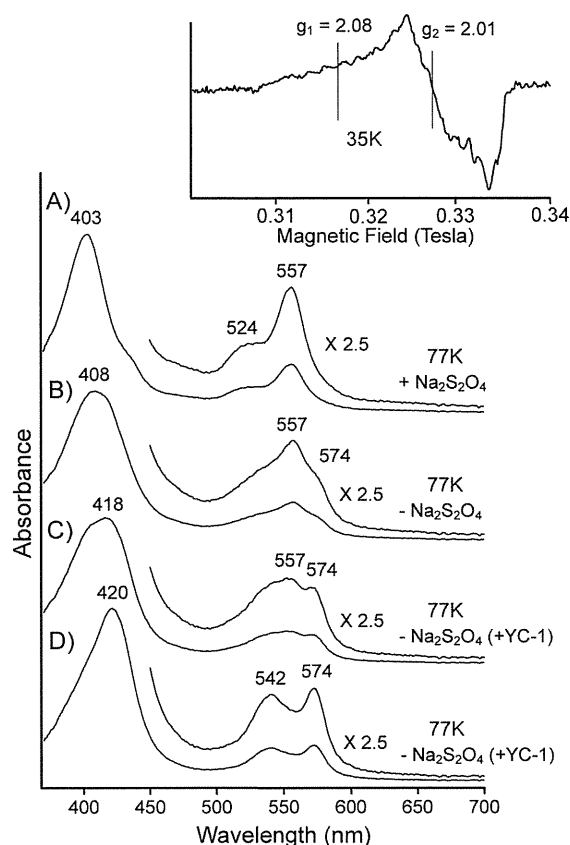 g₁ = 2.08
g₂ = 2.01
35K
0.31 0.32 0.33 0.34
Magnetic Field (Tesla)
A)
403
524
557
X 2.5
77K
+ Na₂S₂O₄
B)
408
557
574
X 2.5
77K
- Na₂S₂O₄
C)
418
557
574
X 2.5
77K
- Na₂S₂O₄ (+YC-1)
D)
420
542
574
X 2.5
77K
- Na₂S₂O₄ (+YC-1)
Absorbance
400 450 500 550 600 650 700
Wavelength (nm)